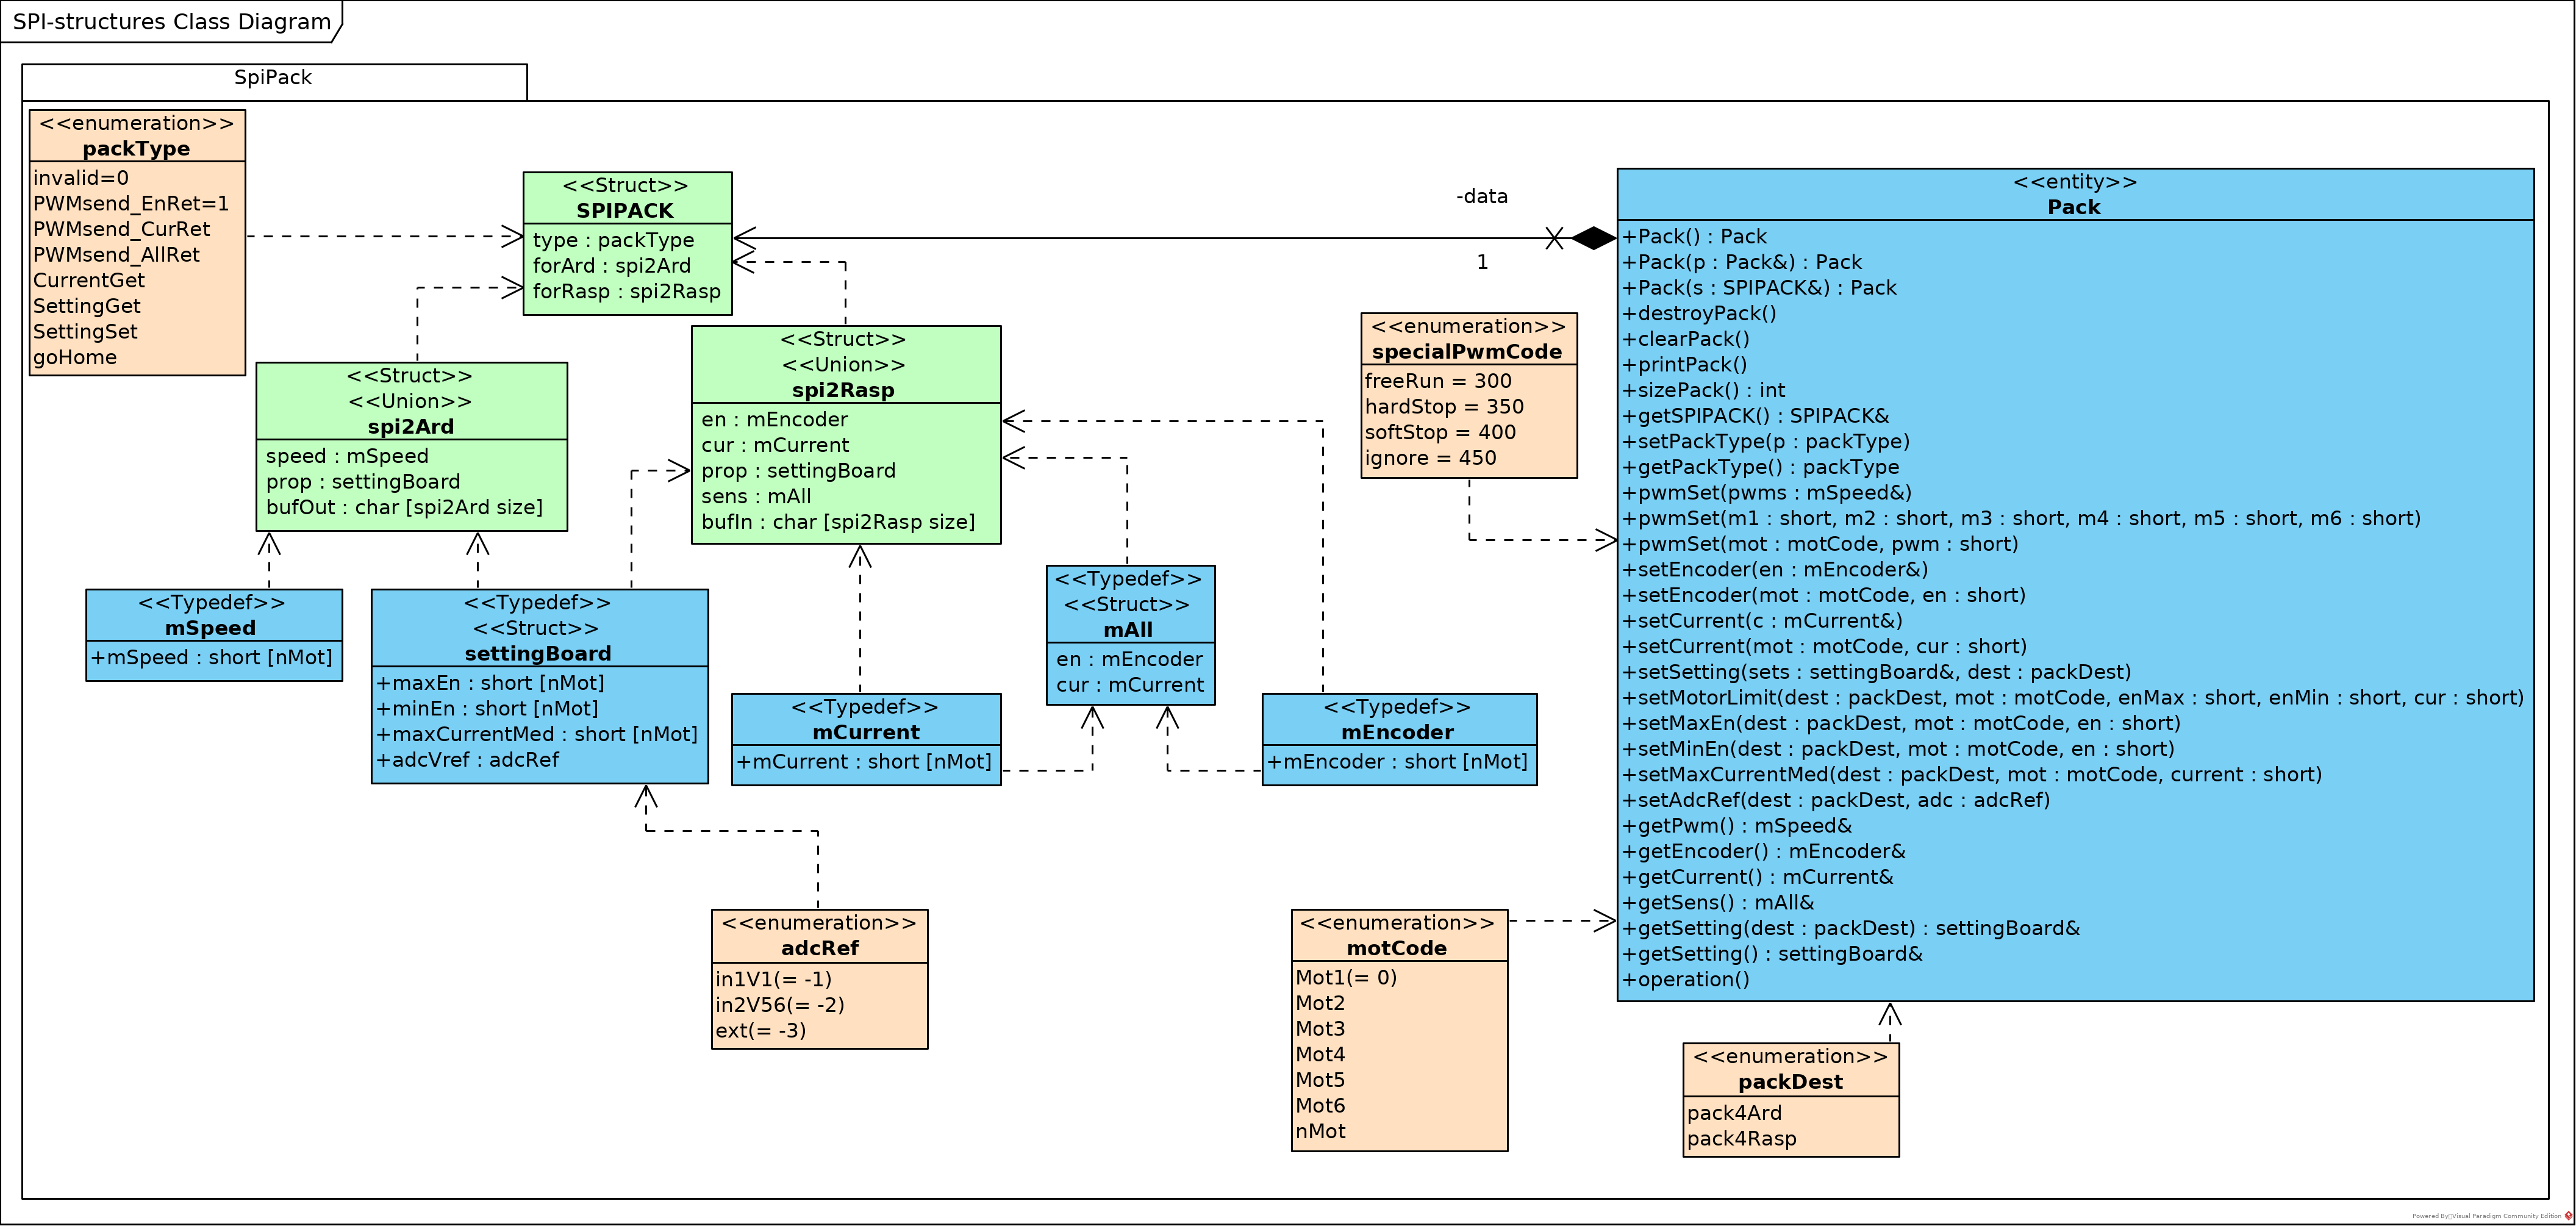 SPI-structures Class Diagram
SpiPack
<<enumeration>>
packType
invalid=0
PWMsend_EnRet=1
PWMsend_CurRet
PWMsend_AllRet
CurrentGet
SettingGet
SettingSet
goHome
<<Struct>>
SPIPACK
type : packType
forArd : spi2Ard
forRasp : spi2Rasp
-data
1
<<entity>>
Pack
+Pack() : Pack
+Pack(p : Pack&) : Pack
+Pack(s : SPIPACK&) : Pack
+destroyPack()
+clearPack()
+printPack()
+sizePack() : int
+getSPIPACK() : SPIPACK&
+setPackType(p : packType)
+getPackType() : packType
+pwmSet(pwms : mSpeed&)
+pwmSet(m1 : short, m2 : short, m3 : short, m4 : short, m5 : short, m6 : short)
+pwmSet(mot : motCode, pwm : short)
+setEncoder(en : mEncoder&)
+setEncoder(mot : motCode, en : short)
+setCurrent(c : mCurrent&)
+setCurrent(mot : motCode, cur : short)
+setSetting(sets : settingBoard&, dest : packDest)
+setMotorLimit(dest : packDest, mot : motCode, enMax : short, enMin : short, cur : short)
+setMaxEn(dest : packDest, mot : motCode, en : short)
+setMinEn(dest : packDest, mot : motCode, en : short)
+setMaxCurrentMed(dest : packDest, mot : motCode, current : short)
+setAdcRef(dest : packDest, adc : adcRef)
+getPwm() : mSpeed&
+getEncoder() : mEncoder&
+getCurrent() : mCurrent&
+getSens() : mAll&
+getSetting(dest : packDest) : settingBoard&
+getSetting() : settingBoard&
+operation()
<<Struct>>
<<Union>>
spi2Ard
speed : mSpeed
prop : settingBoard
bufOut : char [spi2Ard size]
<<Struct>>
<<Union>>
spi2Rasp
en : mEncoder
cur : mCurrent
prop : settingBoard
sens : mAll
bufIn : char [spi2Rasp size]
<<enumeration>>
specialPwmCode
freeRun = 300
hardStop = 350
softStop = 400
ignore = 450
<<Typedef>>
mSpeed
+mSpeed : short [nMot]
<<Typedef>>
<<Struct>>
settingBoard
+maxEn : short [nMot]
+minEn : short [nMot]
+maxCurrentMed : short [nMot]
+adcVref : adcRef
<<Typedef>>
mCurrent
+mCurrent : short [nMot]
<<Typedef>>
<<Struct>>
mAll
en : mEncoder
cur : mCurrent
<<Typedef>>
mEncoder
+mEncoder : short [nMot]
<<enumeration>>
adcRef
in1V1(= -1)
in2V56(= -2)
ext(= -3)
<<enumeration>>
motCode
Mot1(= 0)
Mot2
Mot3
Mot4
Mot5
Mot6
nMot
<<enumeration>>
packDest
pack4Ard
pack4Rasp
Powered By Visual Paradigm Community Edition